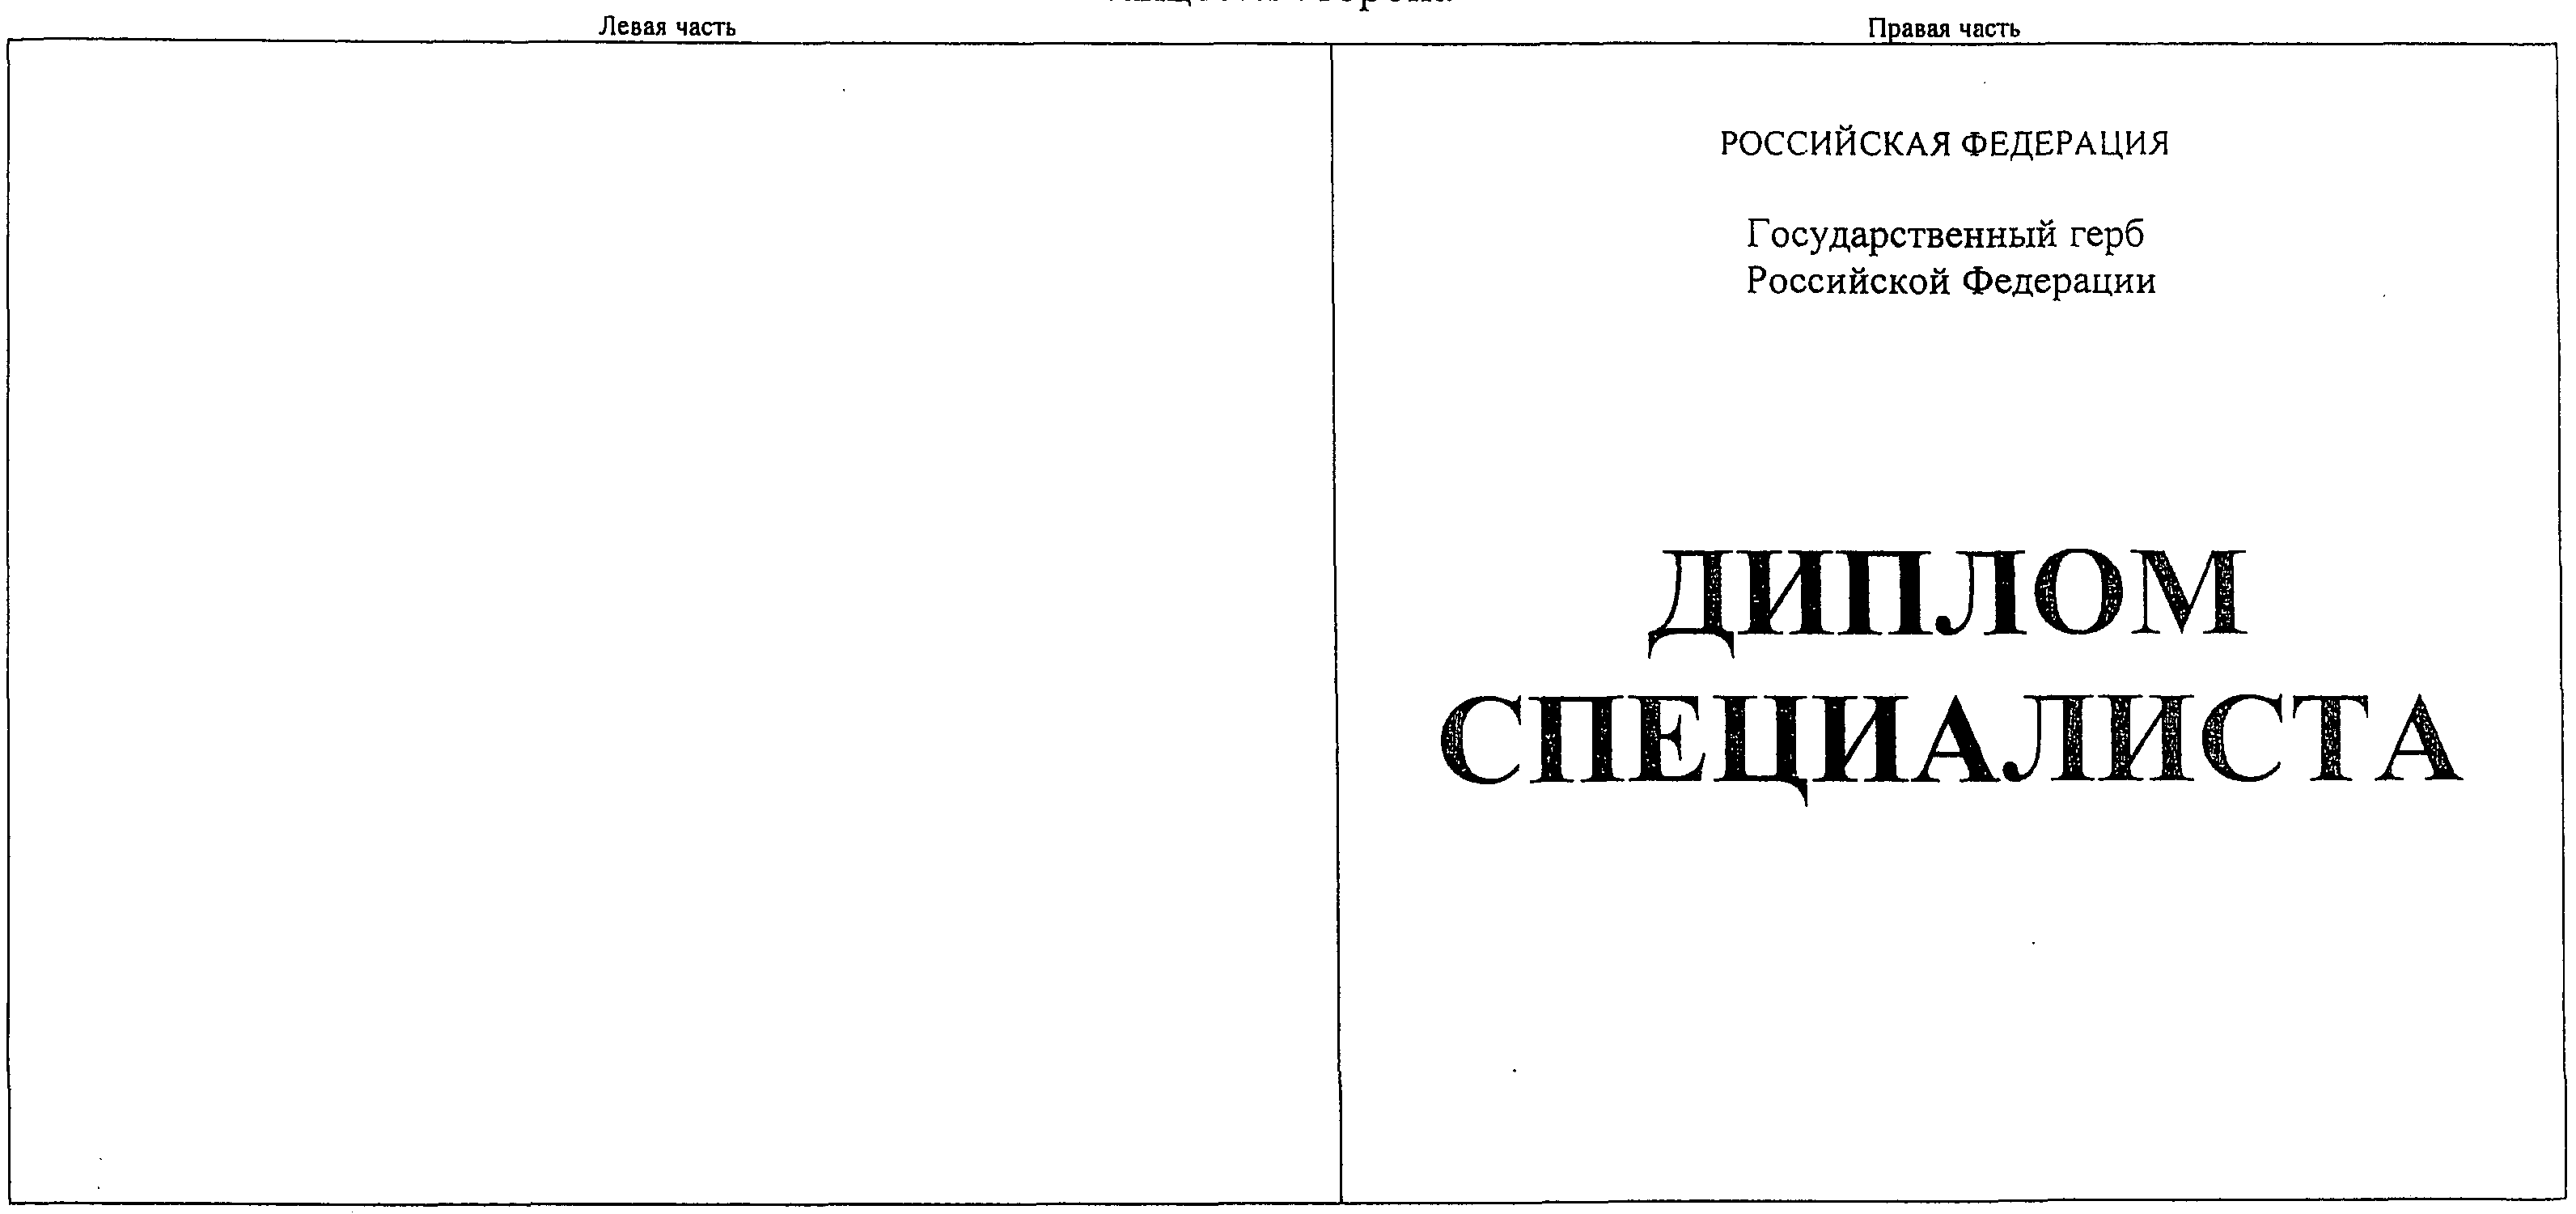 Левая часть
Правая часть
РОССИЙСКАЯ ФЕДЕРАЦИЯ
Государственный герб
Российской Федерации
ДИПЛОМ
СПЕЦИАЛИСТА